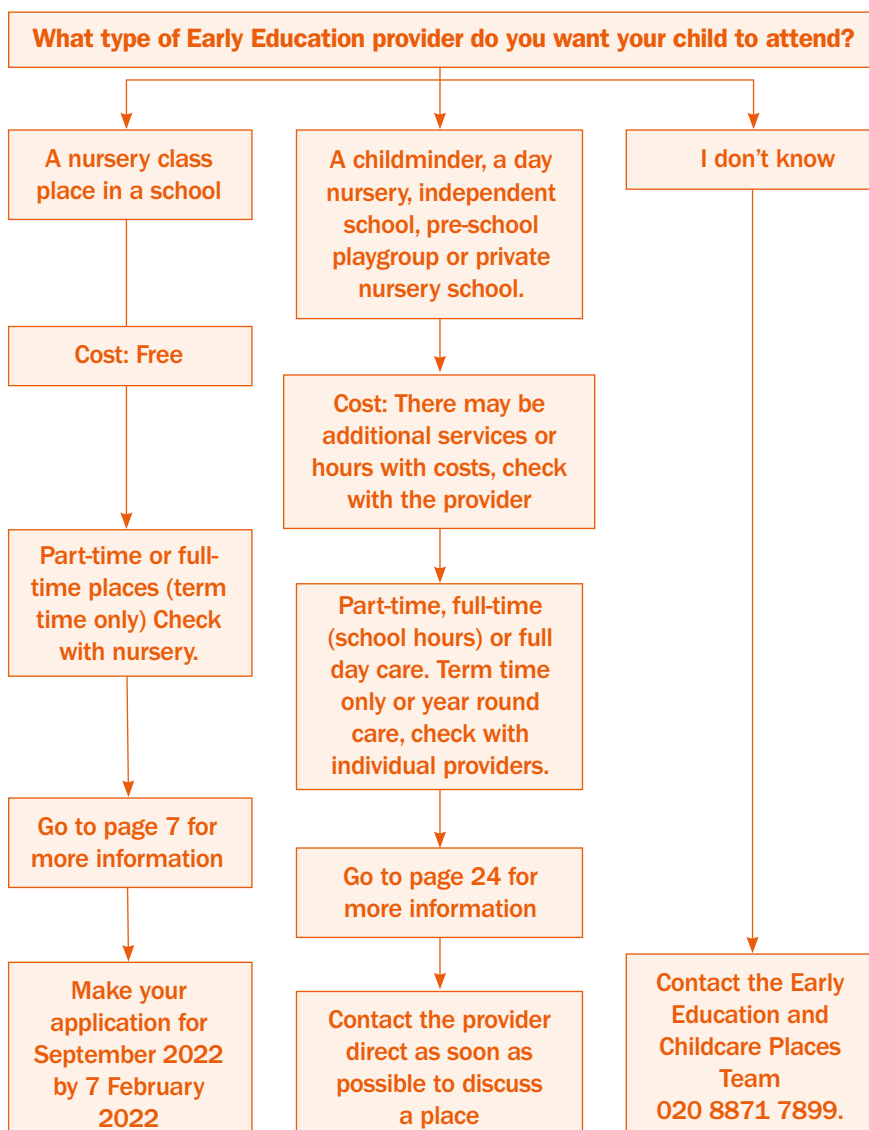 What type of Early Education provider do you want your child to attend?
A nursery class
place in a school
Cost: Free
Part-time or full-
time places (term
time only) Check
with nursery.
Go to page 7 for
more information
Make your
application for
September 2022
by 7 February
2022
A childminder, a day
nursery, independent
school, pre-school
playgroup or private
nursery school.
Cost: There may be
additional services or
hours with costs, check
with the provider
Part-time, full-time
(school hours) or full
day care. Term time
only or year round
care, check with
individual providers.
Go to page 24 for
more information
Contact the provider
direct as soon as
possible to discuss
a place
I don't know
Contact the Early
Education and
Childcare Places
Team
020 8871 7899.